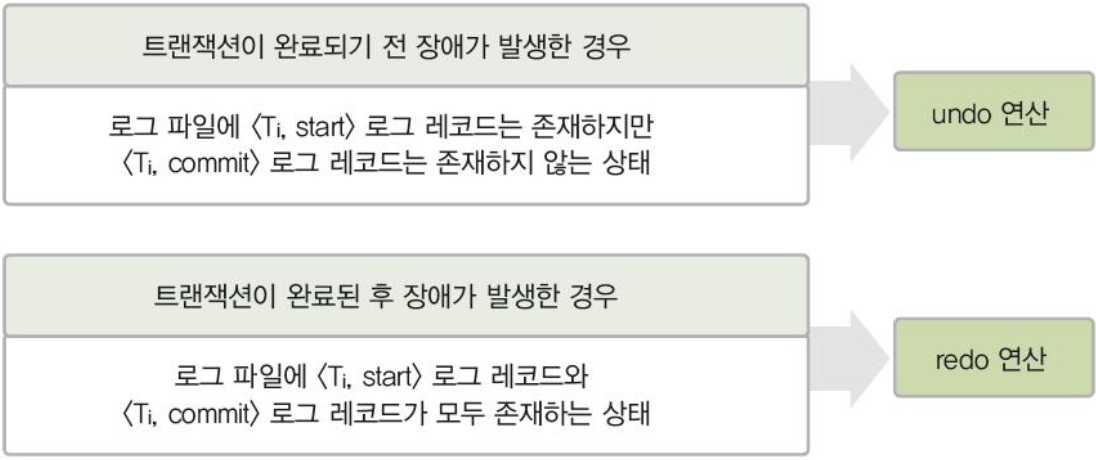 트랜잭션이 완료되기 전 장애가 발생한 경우
로그 파일에 〈Ti, start〉 로그 레코드는 존재하지만
〈Ti, commit〉 로그 레코드는 존재하지 않는 상태
undo 연산
트랜잭션이 완료된 후 장애가 발생한 경우
로그 파일에 〈Ti, start〉 로그 레코드와
〈Ti, commit〉 로그 레코드가 모두 존재하는 상태
redo 연산